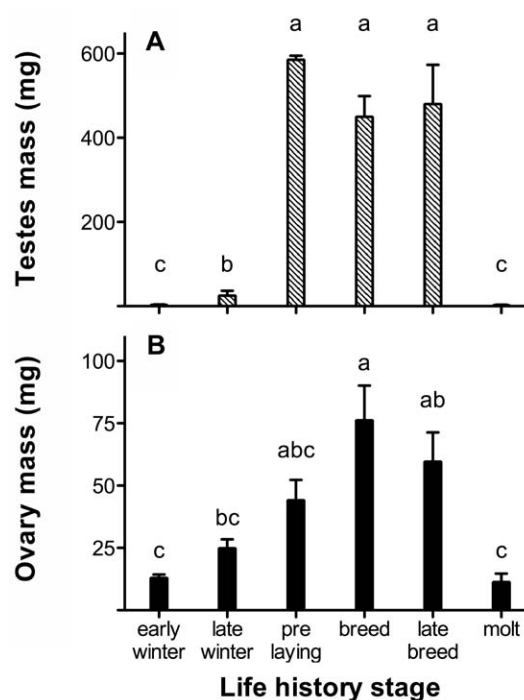 A
Testes mass (mg)
600
400
200
c b a a a c
B
Ovary mass (mg)
100
75
50
25
c bc abc a ab c
early winter late winter pre laying breed late breed molt
Life history stage